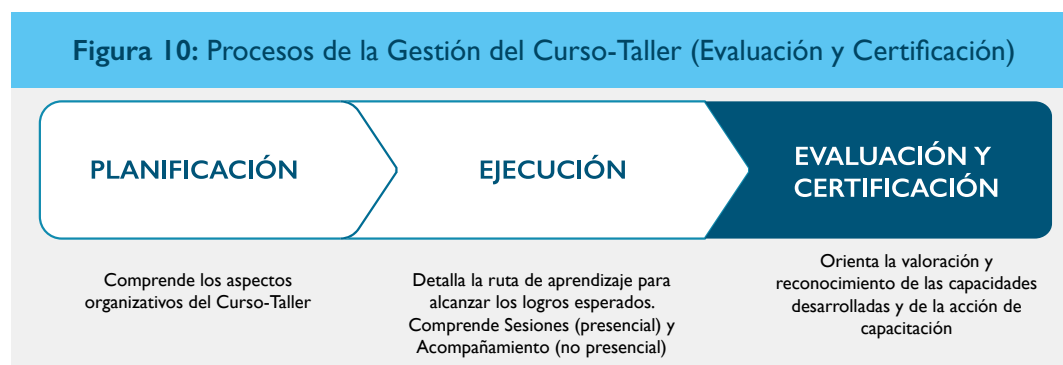 Figura 10: Procesos de la Gestión del Curso-Taller (Evaluación y Certificación)
PLANIFICACIÓN
EJECUCIÓN
EVALUACIÓN Y
CERTIFICACIÓN
Comprende los aspectos
organizativos del Curso-Taller
Detalla la ruta de aprendizaje para
alcanzar los logros esperados.
Comprende Sesiones (presencial) y
Acompañamiento (no presencial)
Orienta la valoración y
reconocimiento de las capacidades
desarrolladas y de la acción de
capacitación